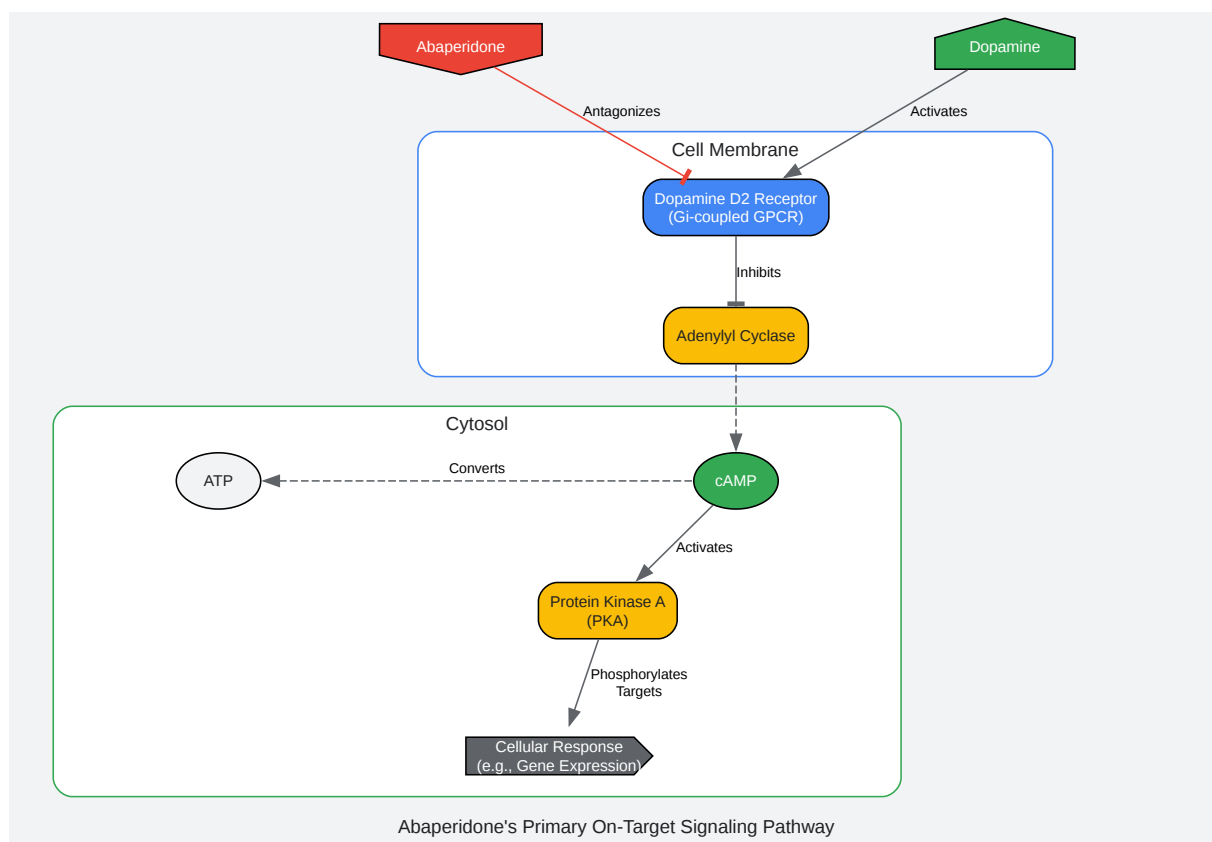 Abaperidone
Dopamine
Antagonizes
Activates
Cell Membrane
Dopamine D2 Receptor
(Gi-coupled GPCR)
Inhibits
Adenylyl Cyclase
Cytosol
ATP
Converts
cAMP
Activates
Protein Kinase A
(PKA)
Phosphorylates
Targets
Cellular Response
(e.g., Gene Expression)
Abaperidone's Primary On-Target Signaling Pathway